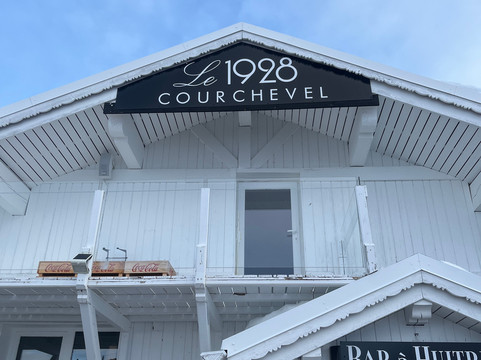 Le 1928
COURCHEVEL
Coca-Cola Coca-Cola
BAR à HUITR